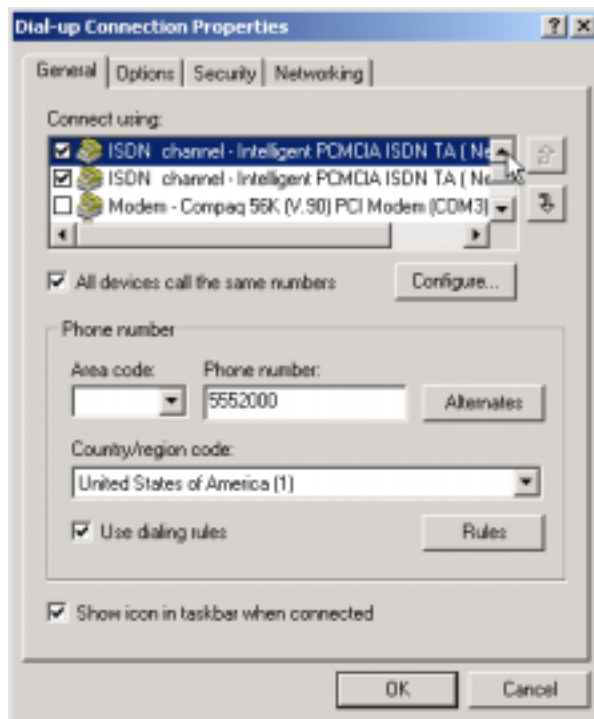 Dial-up Connection Properties
General Options Security Networking
Connect using:
ISDN channel - Intelligent PCMCIA ISDN TA ( Ne
ISDN channel - Intelligent PCMCIA ISDN TA ( Ne
Modem - Compaq 56K (V.90) PCI Modem (COM3)
All devices call the same numbers Configure...
Phone number
Area code: Phone number:
5552000 Alternates
Country/region code:
United States of America (1)
Use dialing rules Rules
Show icon in taskbar when connected
OK Cancel